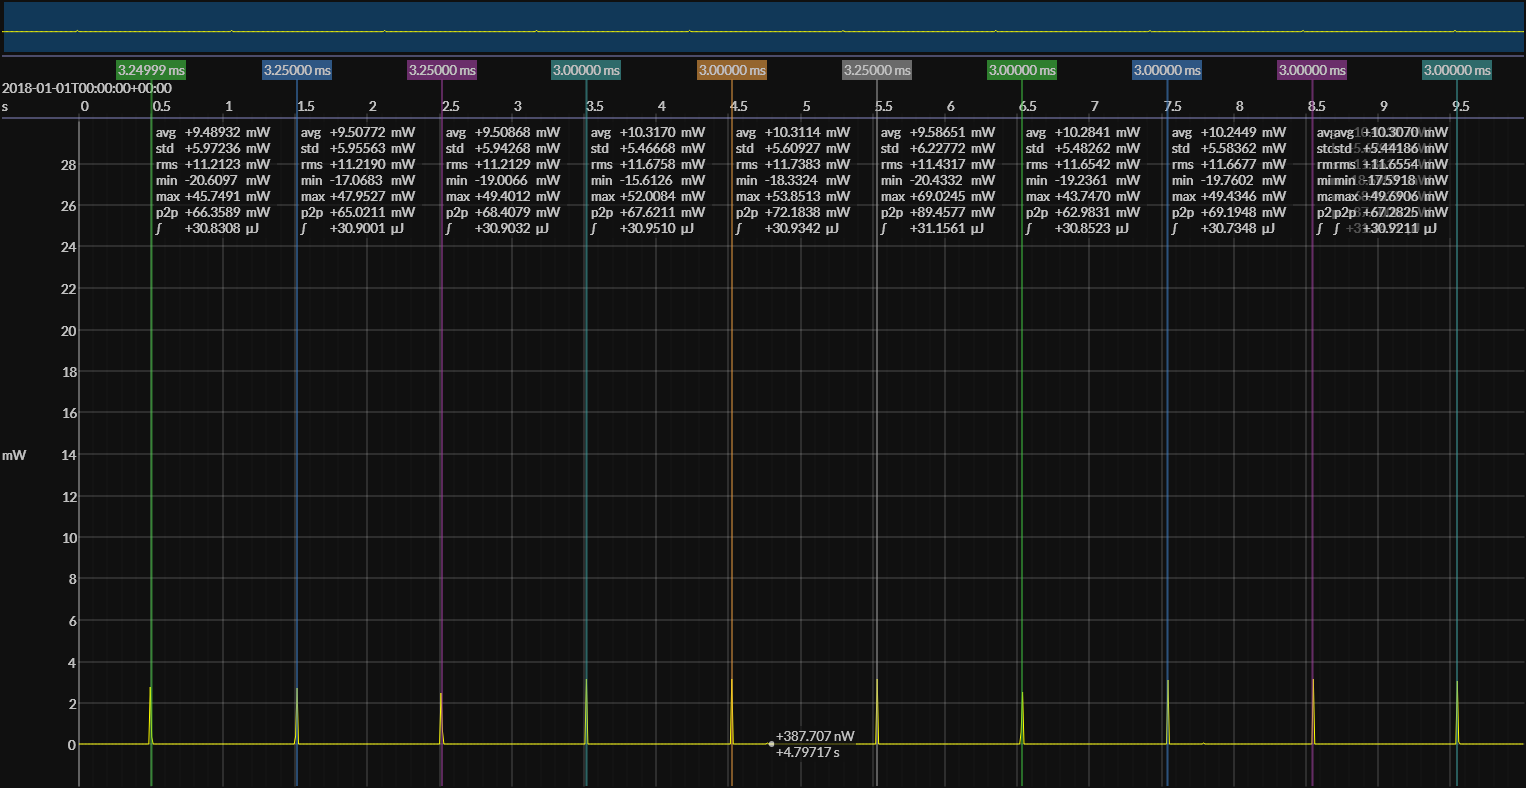 3.24999 ms 3.25000 ms 3.25000 ms 3.00000 ms 3.00000 ms 3.25000 ms 3.00000 ms 3.00000 ms 3.00000 ms 3.00000 ms
2018-01-01T00:00:00+00:00
s 0 0.5 1 1.5 2 2.5 3 3.5 4 4.5 5 5.5 6 6.5 7 7.5 8 8.5 9 9.5
avg +9.48932 mW avg +9.50772 mW avg +9.50868 mW avg +10.3170 mW avg +10.3114 mW avg +9.58651 mW avg +10.2841 mW avg +10.2449 mW avg +10.3070 mW
std +5.97236 mW std +5.95563 mW std +5.94268 mW std +5.46668 mW std +5.60927 mW std +6.22772 mW std +5.48262 mW std +5.58362 mW std +5.44186 mW
28 rms +11.2123 mW rms +11.2190 mW rms +11.2129 mW rms +11.6758 mW rms +11.7383 mW rms +11.4317 mW rms +11.6542 mW rms +11.6677 mW rms +11.6554 mW
min -20.6097 mW min -17.0683 mW min -19.0066 mW min -15.6126 mW min -18.3324 mW min -20.4332 mW min -19.2361 mW min -19.7602 mW min -17.5918 mW
max +45.7491 mW max +47.9527 mW max +49.4012 mW max +52.0084 mW max +53.8513 mW max +69.0245 mW max +43.7470 mW max +49.4346 mW max +49.6906 mW
26 p2p +66.3589 mW p2p +65.0211 mW p2p +68.4079 mW p2p +67.6211 mW p2p +72.1838 mW p2p +89.4577 mW p2p +62.9831 mW p2p +69.1948 mW p2p +67.2825 mW
∫ +30.8308 µJ ∫ +30.9001 µJ ∫ +30.9032 µJ ∫ +30.9510 µJ ∫ +30.9342 µJ ∫ +31.1561 µJ ∫ +30.8523 µJ ∫ +30.7348 µJ ∫ +30.9211 µJ
24
22
20
18
16
mW 14
12
10
8
6
4
2
0 +387.707 nW
+4.79717 s